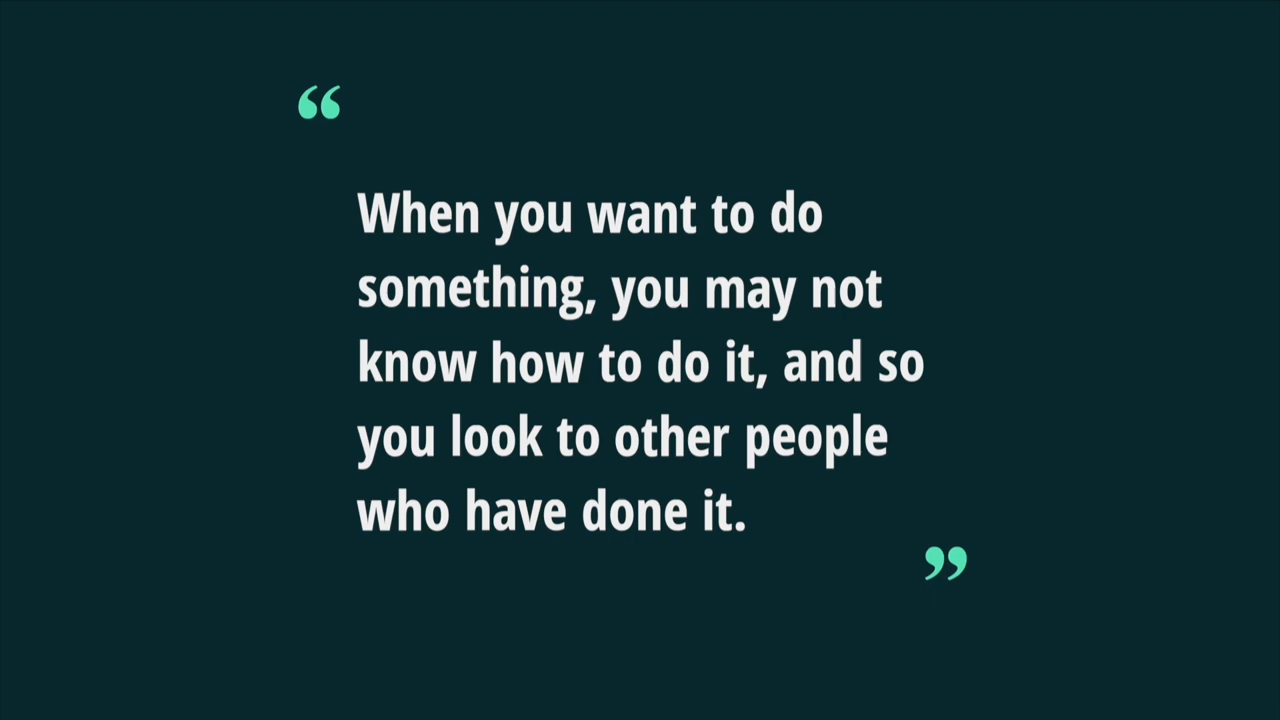 “
When you want to do
something, you may not
know how to do it, and so
you look to other people
who have done it.
”